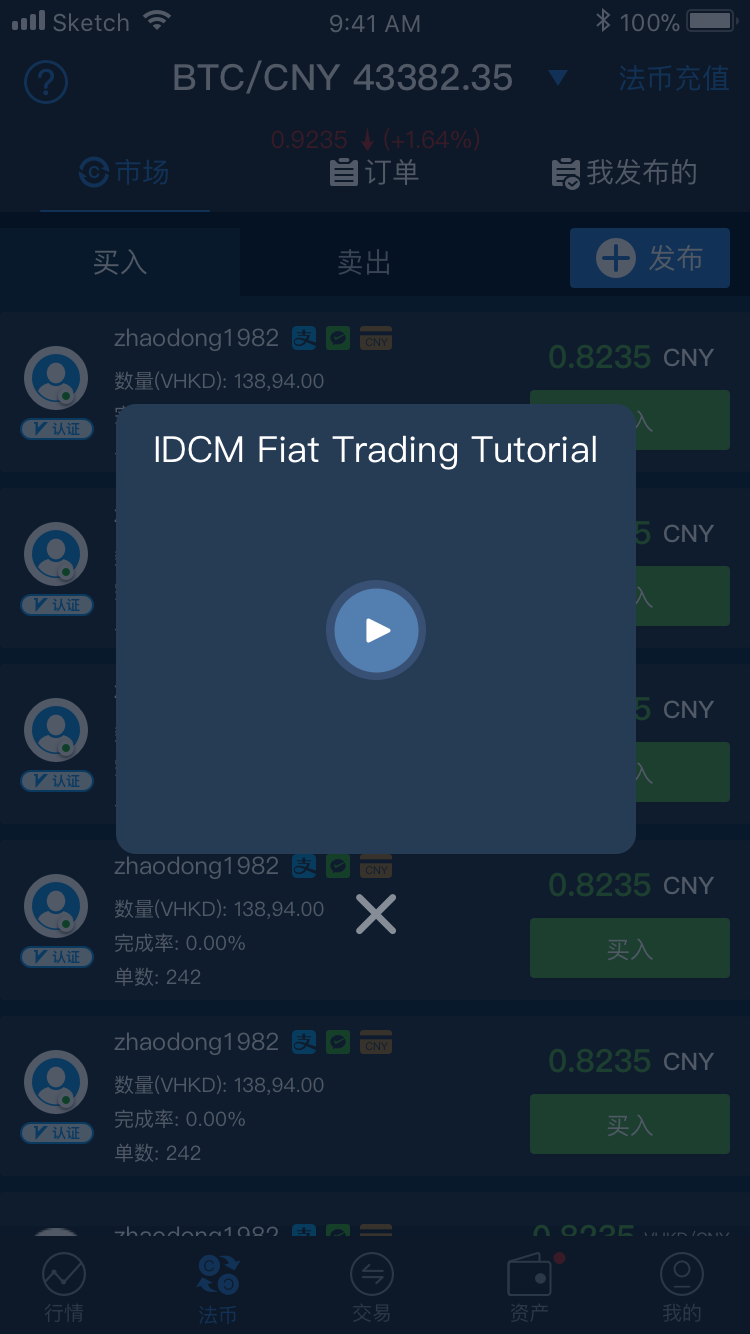 Sketch 9:41 AM 100%
BTC/CNY 43382.35 法币充值
0.9235 (+1.64%)
市场 订单 我发布的
买入 卖出 发布
zhaodong1982 支 CNY
0.8235 CNY
数量(VHKD): 138,94.00
认证
IDCM Fiat Trading Tutorial
CNY
认证
CNY
认证
zhaodong1982 支 CNY
0.8235 CNY
数量(VHKD): 138,94.00
完成率: 0.00%
买入
认证
单数: 242
zhaodong1982 支 CNY
0.8235 CNY
数量(VHKD): 138,94.00
完成率: 0.00%
买入
认证
单数: 242
zhaodong1982
0.8235 VHKD/CNY
行情 法币 交易 资产 我的